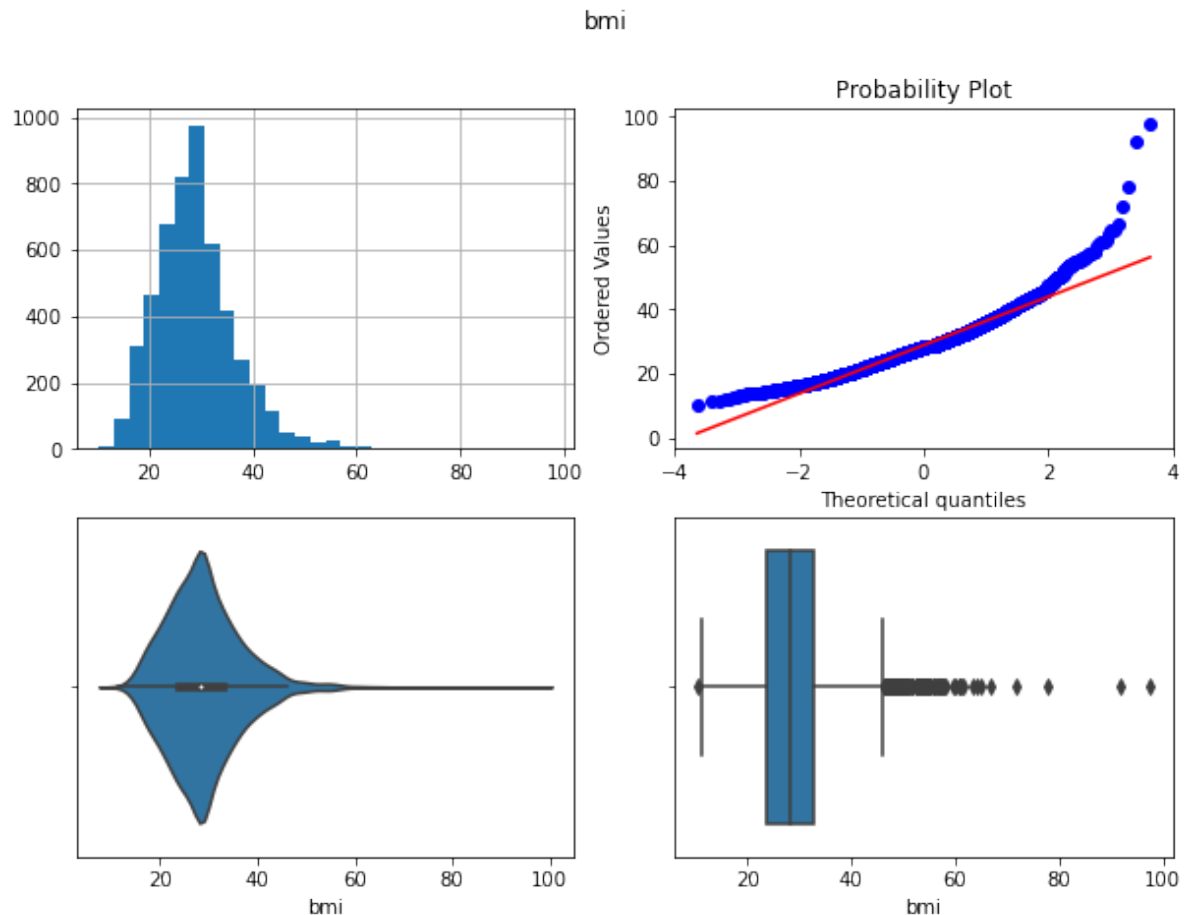 bmi
1000
800
600
400
200
0
20 40 60 80 100
Probability Plot
Ordered Values
100
80
60
40
20
0
−4 −2 0 2 4
Theoretical quantiles
20 40 60 80 100
bmi
20 40 60 80 100
bmi